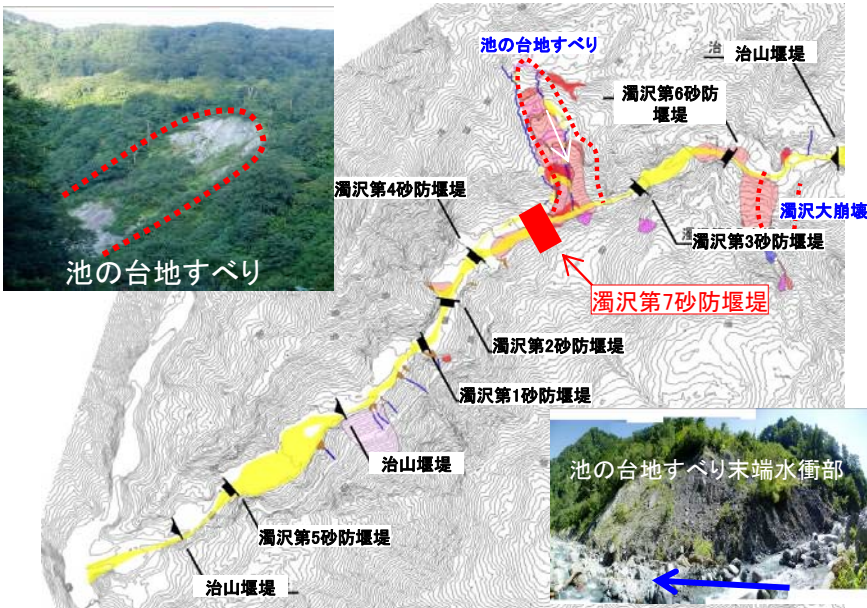 池の台地すべり
治山堰堤
濁沢第6砂防
堰堤
濁沢第4砂防堰堤
濁沢大崩壊
濁沢第3砂防堰堤
池の台地すべり
濁沢第7砂防堰堤
濁沢第2砂防堰堤
濁沢第1砂防堰堤
治山堰堤
池の台地すべり末端水衝部
濁沢第5砂防堰堤
治山堰堤